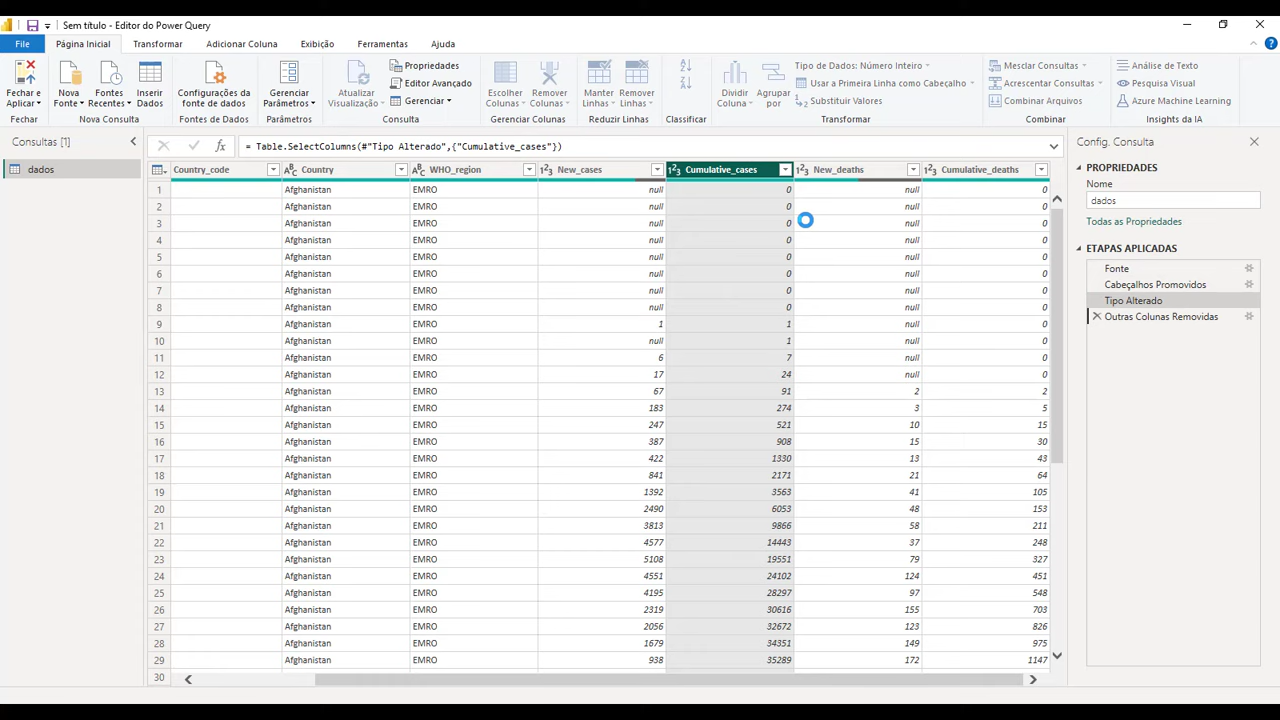 Sem título - Editor do Power Query
File Página Inicial Transformar Adicionar Coluna Exibição Ferramentas Ajuda
Fechar e Aplicar
Nova Fonte
Fontes Recentes
Inserir Dados
Configurações da fonte de dados
Gerenciar Parâmetros
Atualizar Visualização
Propriedades
Editor Avançado
Gerenciar
Escolher Colunas
Remover Colunas
Manter Linhas
Remover Linhas
Dividir Coluna
Agrupar por
Tipo de Dados: Número Inteiro
Usar a Primeira Linha como Cabeçalho
Substituir Valores
Mesclar Consultas
Acrescentar Consultas
Combinar Arquivos
Análise de Texto
Pesquisa Visual
Azure Machine Learning
Fechar Nova Consulta Fontes de Dados Parâmetros Consulta Gerenciar Colunas Reduzir Linhas Classificar Transformar Combinar Insights da IA
Consultas [1]
dados
fx = Table.SelectColumns(#"Tipo Alterado",{"Cumulative_cases"})
Country_code ABC Country ABC WHO_region 123 New_cases 123 Cumulative_cases 123 New_deaths 123 Cumulative_deaths
1 Afghanistan EMRO null 0 null 0
2 Afghanistan EMRO null 0 null 0
3 Afghanistan EMRO null 0 null 0
4 Afghanistan EMRO null 0 null 0
5 Afghanistan EMRO null 0 null 0
6 Afghanistan EMRO null 0 null 0
7 Afghanistan EMRO null 0 null 0
8 Afghanistan EMRO null 0 null 0
9 Afghanistan EMRO 1 1 null 0
10 Afghanistan EMRO null 1 null 0
11 Afghanistan EMRO 6 7 null 0
12 Afghanistan EMRO 17 24 null 0
13 Afghanistan EMRO 67 91 2 2
14 Afghanistan EMRO 183 274 3 5
15 Afghanistan EMRO 247 521 10 15
16 Afghanistan EMRO 387 908 15 30
17 Afghanistan EMRO 422 1330 13 43
18 Afghanistan EMRO 841 2171 21 64
19 Afghanistan EMRO 1392 3563 41 105
20 Afghanistan EMRO 2490 6053 48 153
21 Afghanistan EMRO 3813 9866 58 211
22 Afghanistan EMRO 4577 14443 37 248
23 Afghanistan EMRO 5108 19551 79 327
24 Afghanistan EMRO 4551 24102 124 451
25 Afghanistan EMRO 4195 28297 97 548
26 Afghanistan EMRO 2319 30616 155 703
27 Afghanistan EMRO 2056 32672 123 826
28 Afghanistan EMRO 1679 34351 149 975
29 Afghanistan EMRO 938 35289 172 1147
30
Config. Consulta
PROPRIEDADES
Nome
dados
Todas as Propriedades
ETAPAS APLICADAS
Fonte
Cabeçalhos Promovidos
Tipo Alterado
Outras Colunas Removidas